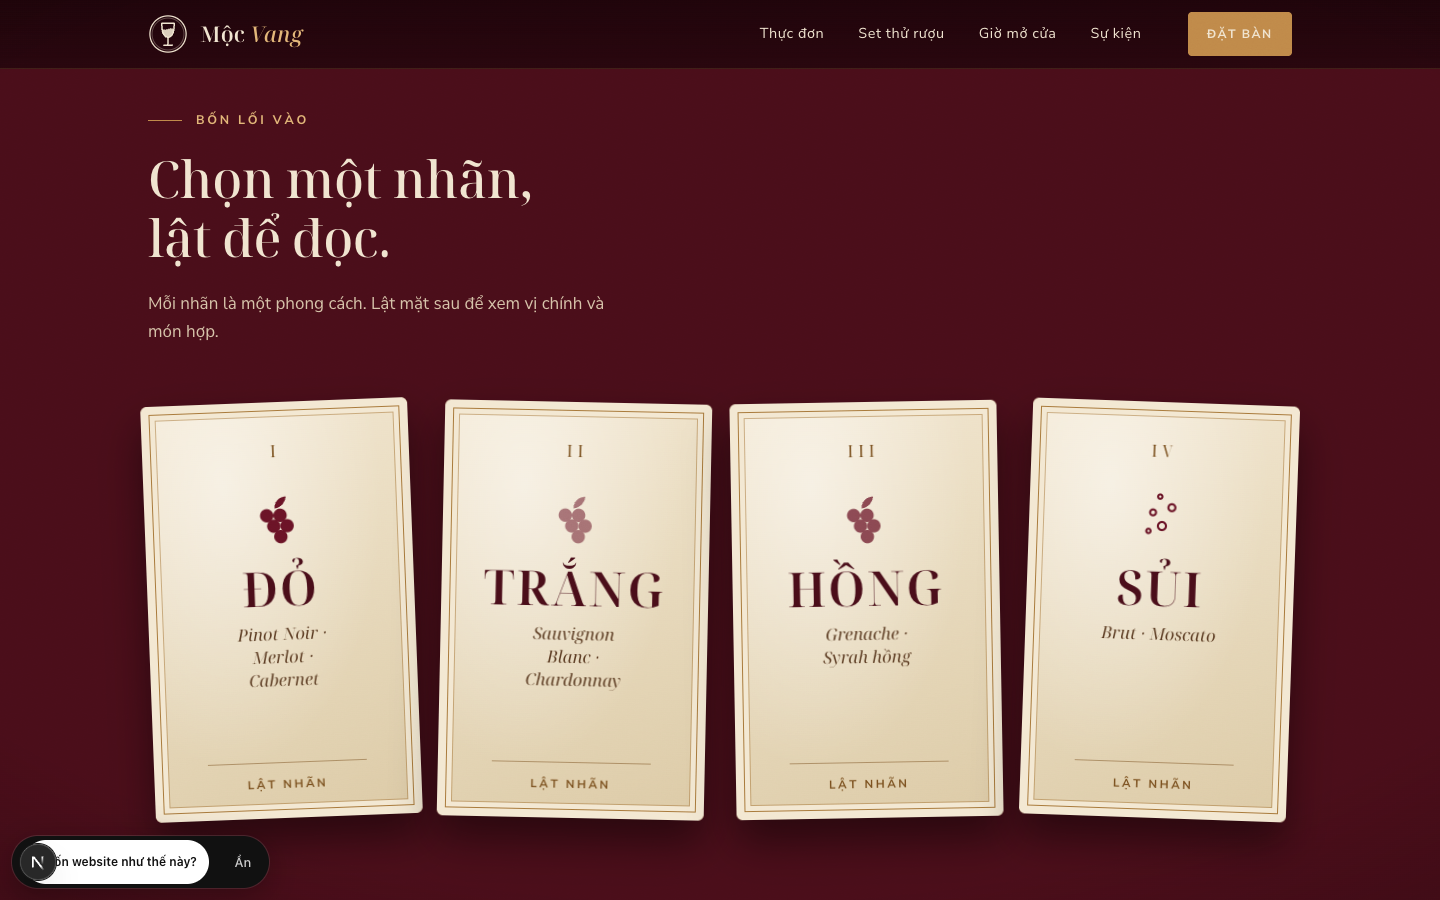 Mộc Vang
Thực đơn
Set thử rượu
Giờ mở cửa
Sự kiện
ĐẶT BÀN
BỐN LỐI VÀO
Chọn một nhãn,
lật để đọc.
Mỗi nhãn là một phong cách. Lật mặt sau để xem vị chính và
món hợp.
I
ĐỎ
Pinot Noir ·
Merlot ·
Cabernet
LẬT NHÃN
II
TRẮNG
Sauvignon
Blanc ·
Chardonnay
LẬT NHÃN
III
HỒNG
Grenache ·
Syrah hồng
LẬT NHÃN
IV
SỦI
Brut · Moscato
LẬT NHÃN
website như thế này?
Ẩn